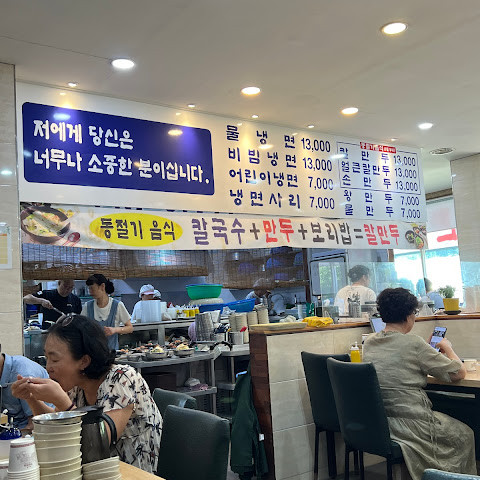 저에게 당신은
너무나 소중한 분이십니다.
물냉면 13,000
비빔냉면 13,000
어린이냉면 7,000
냉면사리 7,000
칼만두 13,000
얼큰칼만두 13,000
손만두 13,000
왕만두 7,000
물만두 7,000
동절기 음식 칼국수+만두+보리밥=칼만두